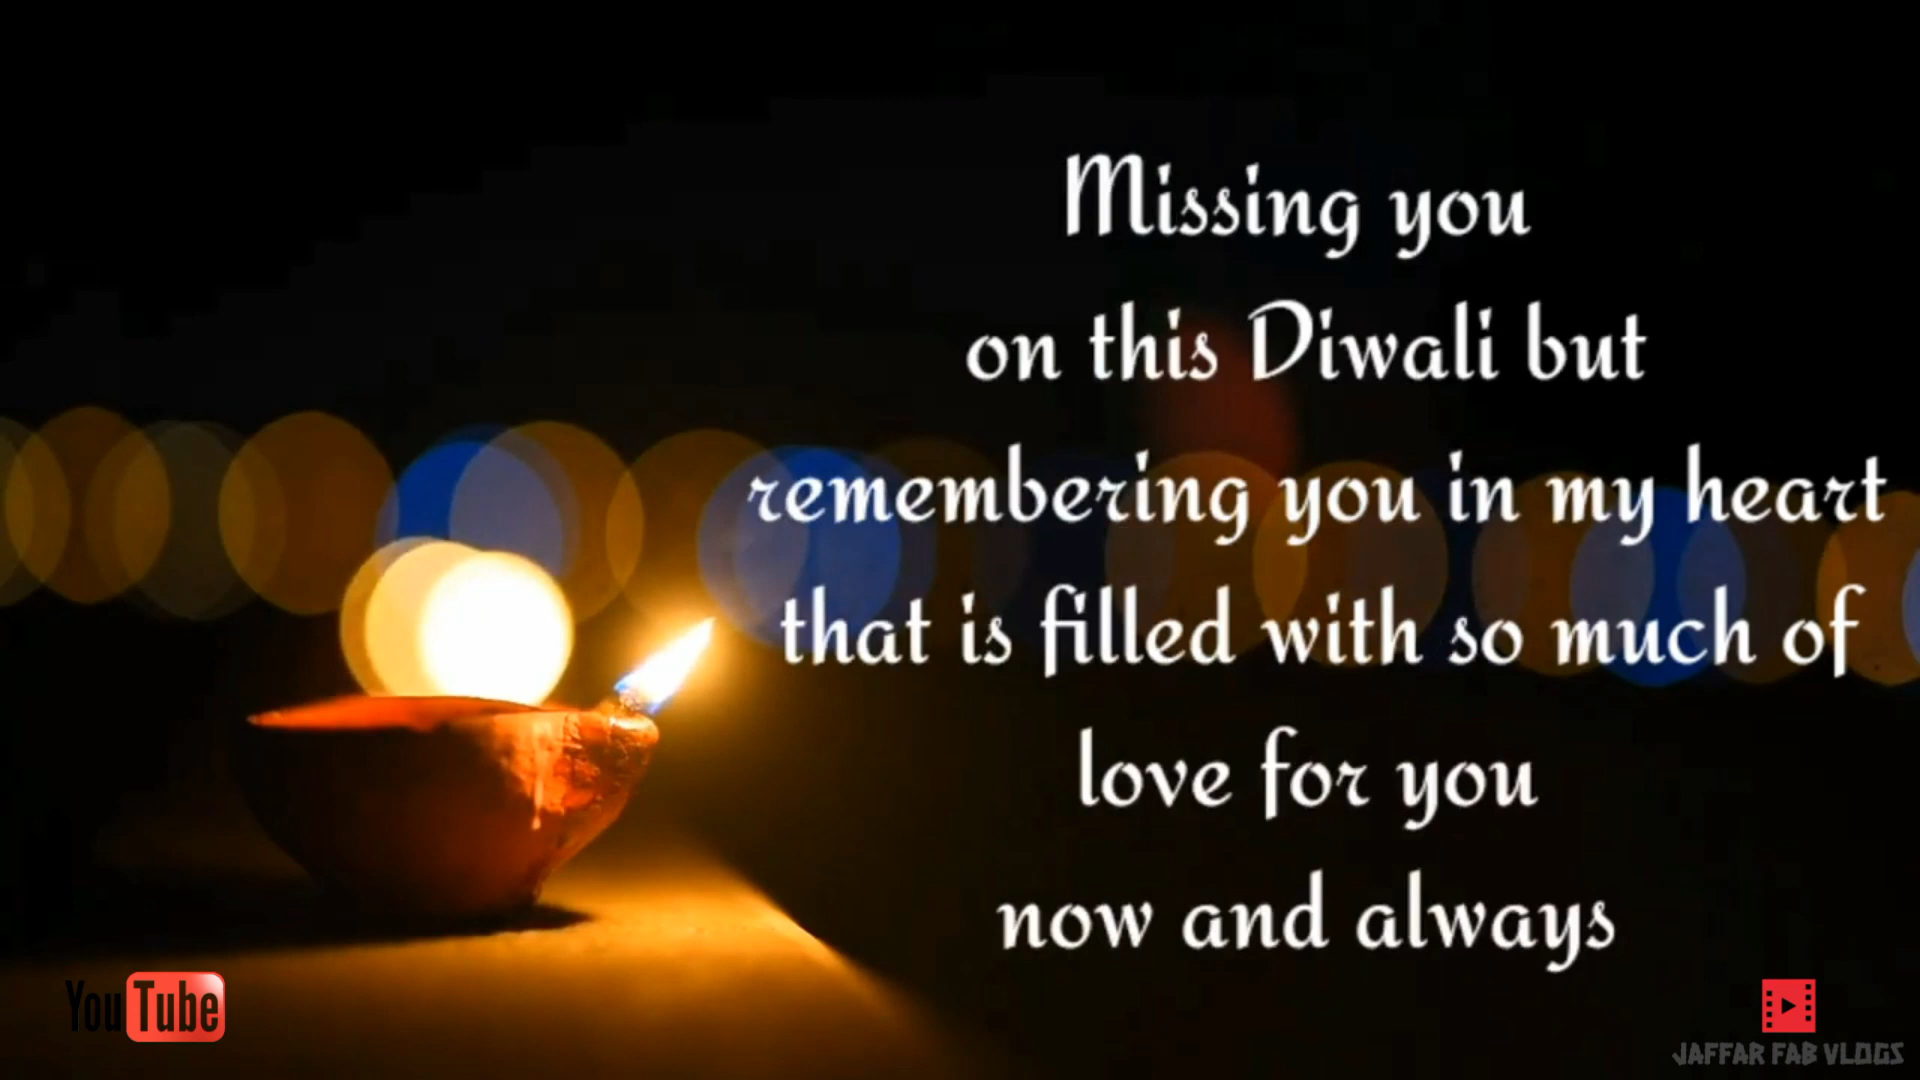 Missing you
on this Diwali but
remembering you in my heart
that is filled with so much of
love for you
now and always
YouTube
JAFFAR FAB VLOGS